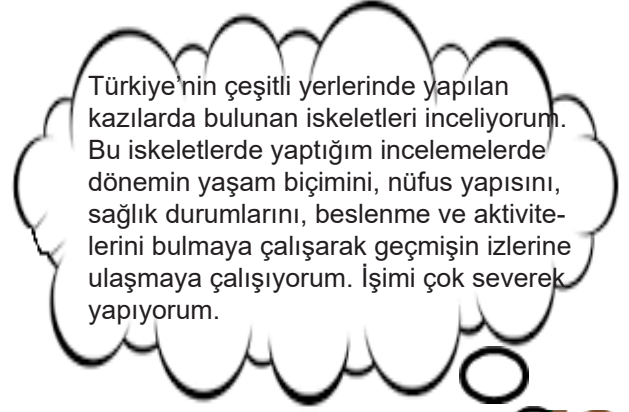 Türkiye’nin çeşitli yerlerinde yapılan
kazılarda bulunan iskeletleri inceliyorum.
Bu iskeletlerde yaptığım incelemelerde
dönemin yaşam biçimini, nüfus yapısını,
sağlık durumlarını, beslenme ve aktivite-
lerini bulmaya çalışarak geçmişin izlerine
ulaşmaya çalışıyorum. İşimi çok severek
yapıyorum.